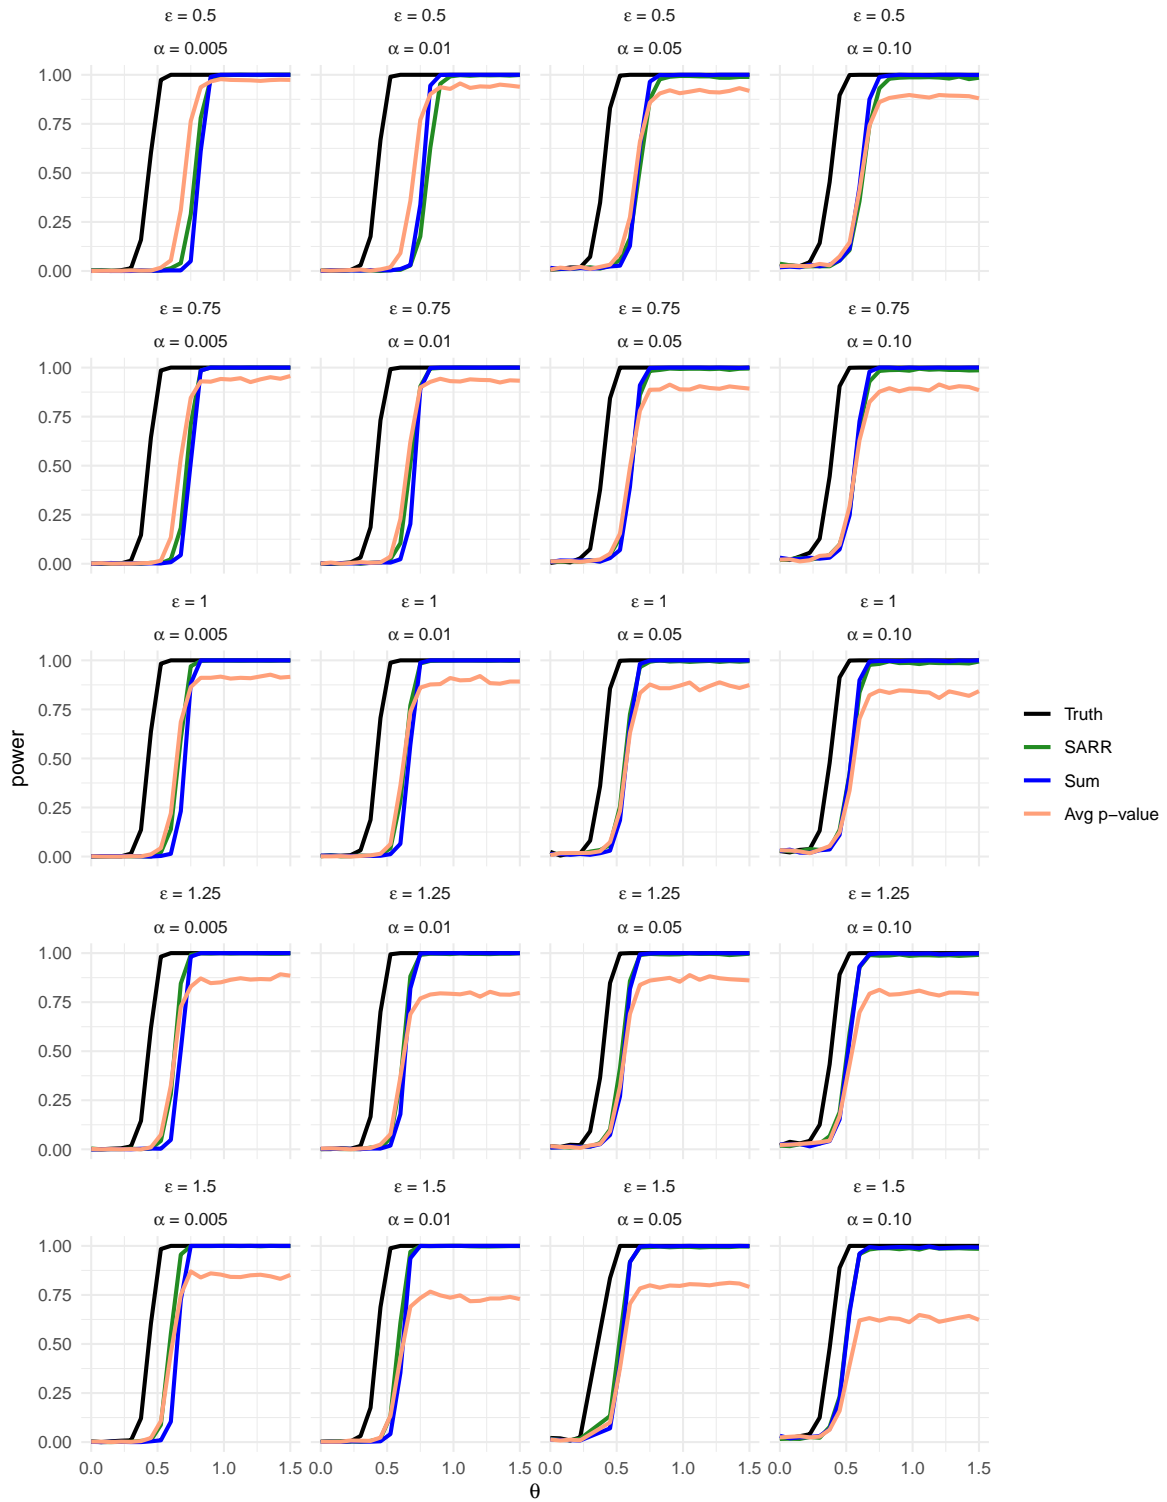 ε = 0.5 ε = 0.5 ε = 0.5 ε = 0.5
α = 0.005 α = 0.01 α = 0.05 α = 0.10
1.00
0.75
0.50
0.25
0.00
ε = 0.75 ε = 0.75 ε = 0.75 ε = 0.75
α = 0.005 α = 0.01 α = 0.05 α = 0.10
1.00
0.75
0.50
0.25
0.00
ε = 1 ε = 1 ε = 1 ε = 1
α = 0.005 α = 0.01 α = 0.05 α = 0.10
1.00
0.75
0.50
0.25
0.00
power
Truth
SARR
Sum
Avg p−value
ε = 1.25 ε = 1.25 ε = 1.25 ε = 1.25
α = 0.005 α = 0.01 α = 0.05 α = 0.10
1.00
0.75
0.50
0.25
0.00
ε = 1.5 ε = 1.5 ε = 1.5 ε = 1.5
α = 0.005 α = 0.01 α = 0.05 α = 0.10
1.00
0.75
0.50
0.25
0.00
0.0 0.5 1.0 1.5 0.0 0.5 1.0 1.5 0.0 0.5 1.0 1.5 0.0 0.5 1.0 1.5
θ